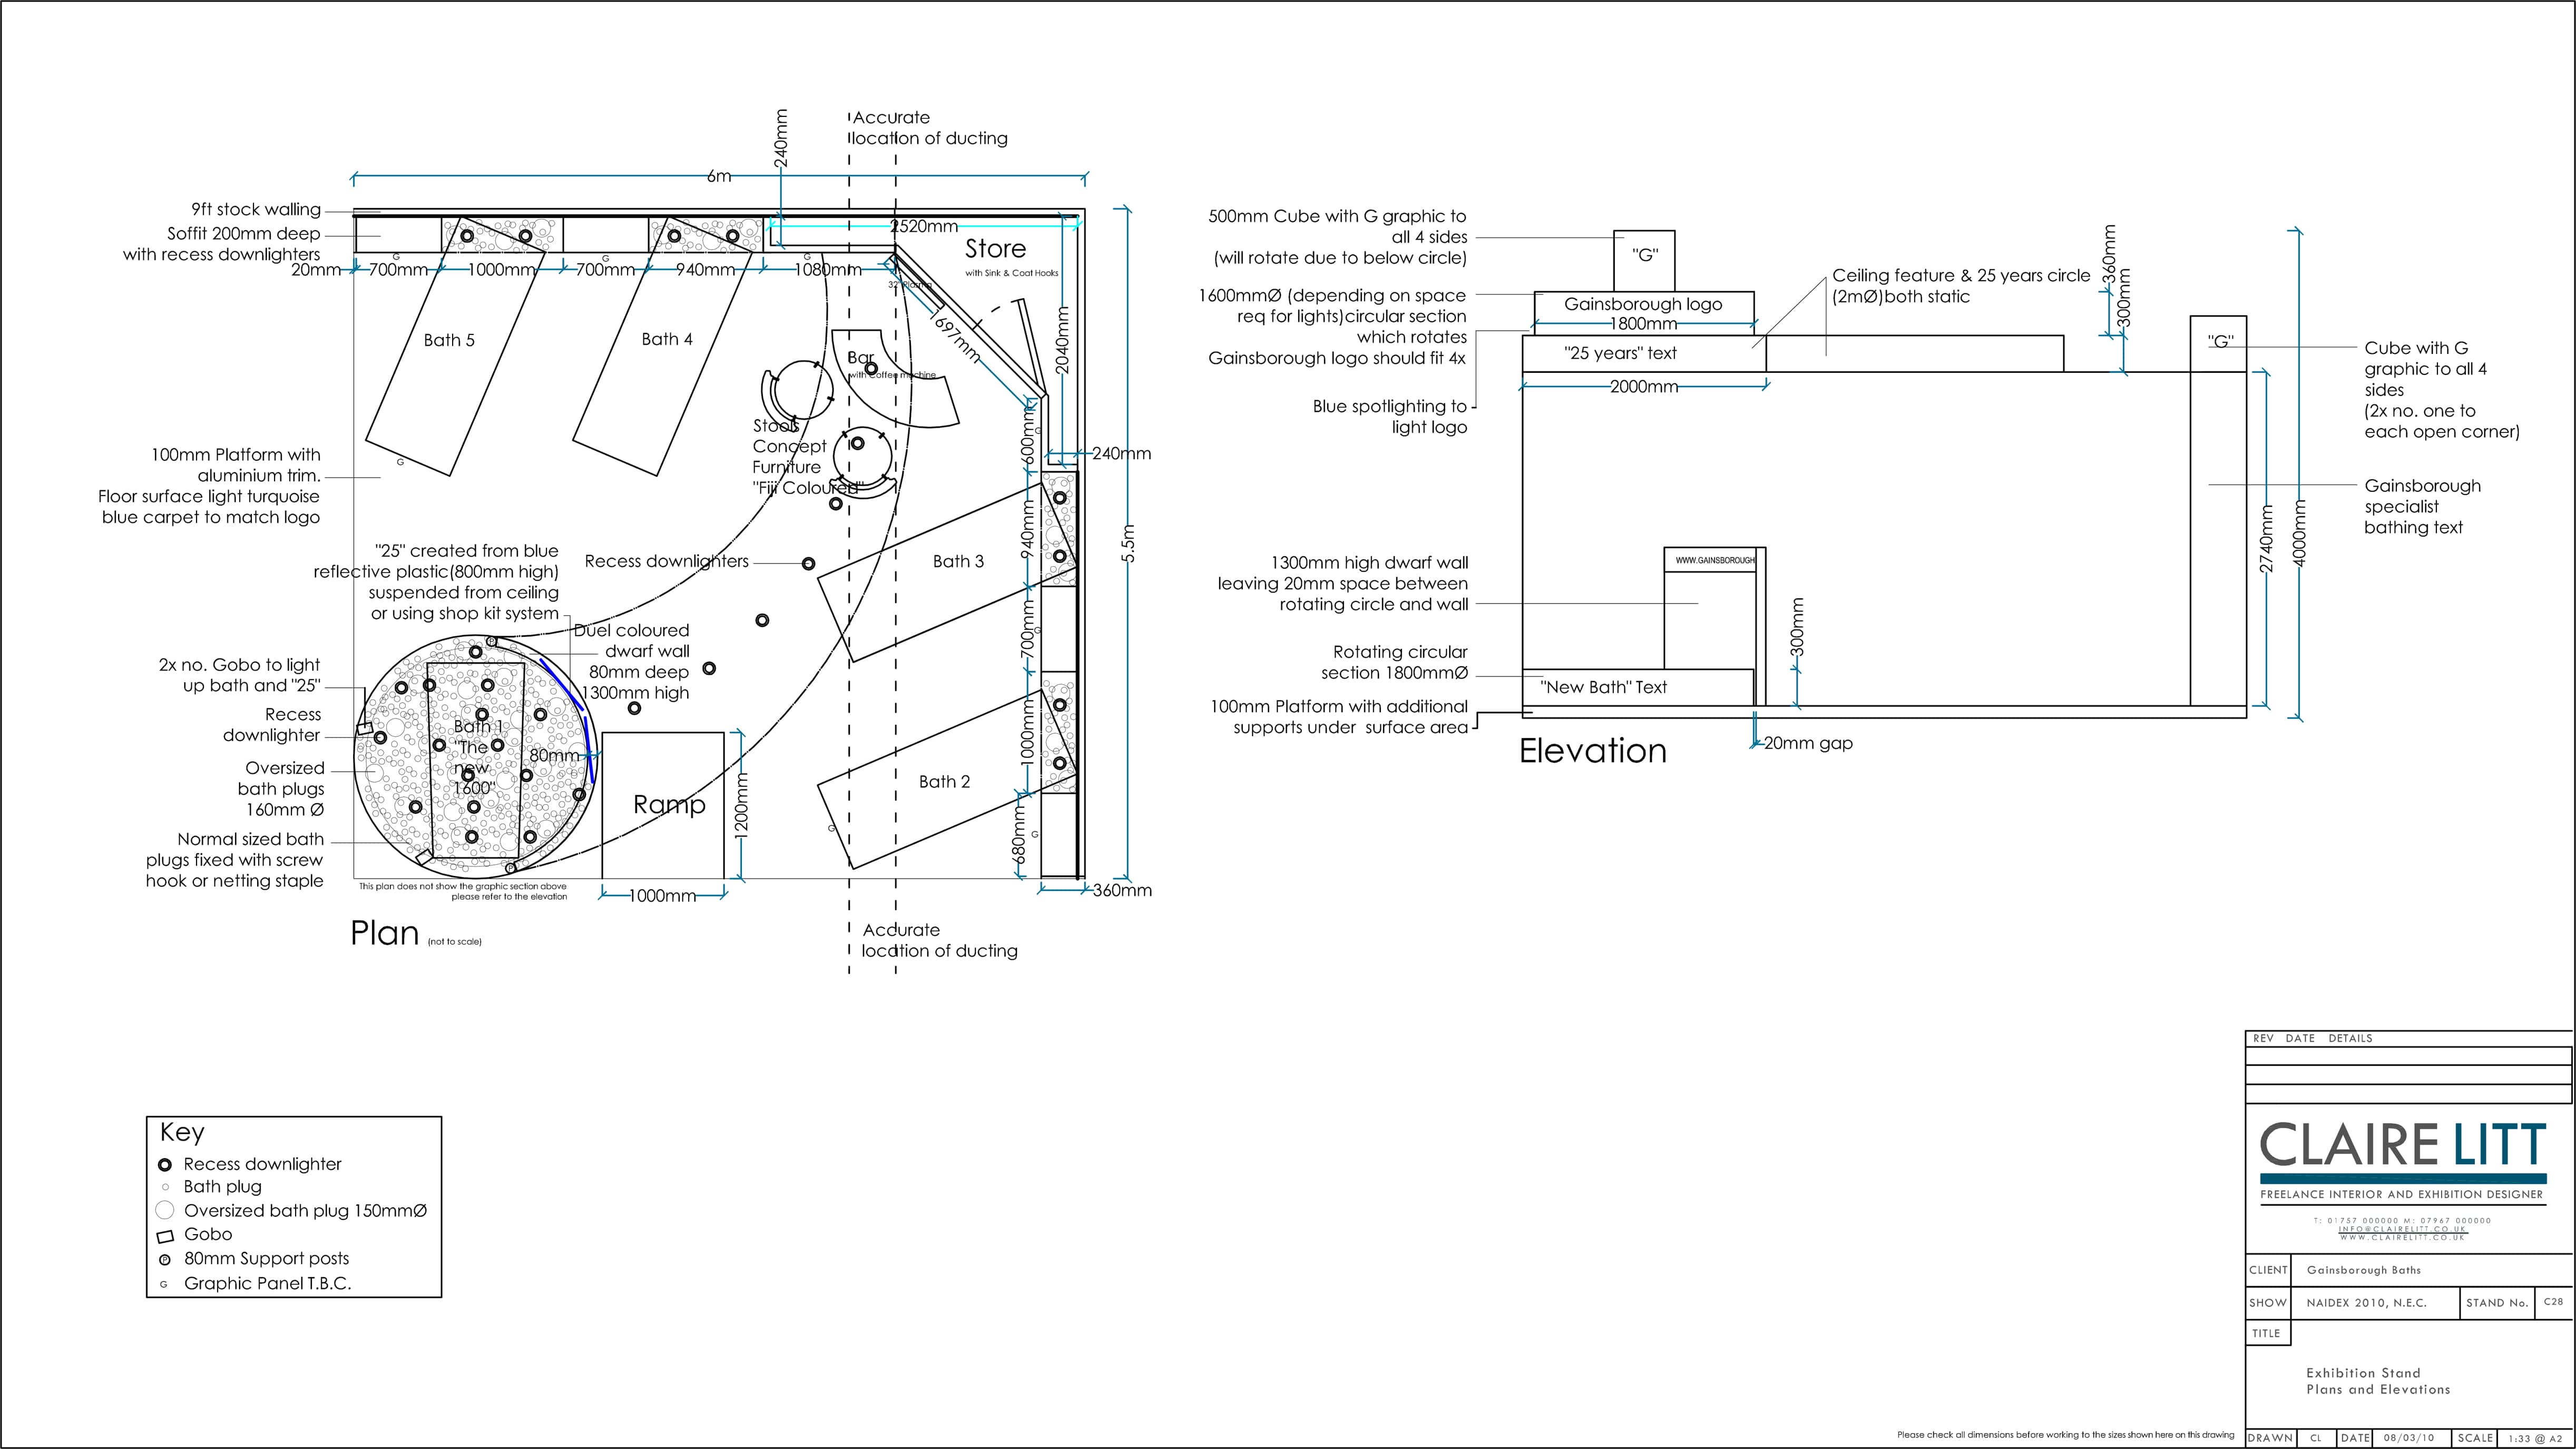 Accurate
location of ducting
240mm
6m
9ft stock walling
Soffit 200mm deep
with recess downlighters
2520mm
Store
with Sink & Coat Hooks
20mm
700mm
1000mm
700mm
940mm
1080mm
G
G
G
32" Plasma
1697mm
2040mm
Bath 5
Bath 4
Bar
with Coffee machine
Stools
Concept
Furniture
"Fiji Coloured"
600mm
G
240mm
100mm Platform with
aluminium trim.
Floor surface light turquoise
blue carpet to match logo
G
940mm
5.5m
"25" created from blue
reflective plastic(800mm high)
suspended from ceiling
or using shop kit system
Recess downlighters
Bath 3
Duel coloured
dwarf wall
80mm deep
1300mm high
700mm
G
2x no. Gobo to light
up bath and "25"
P
Recess
downlighter
Bath 1
"The
new
1600"
80mm
1000mm
Oversized
bath plugs
160mm Ø
Ramp
1200mm
Bath 2
G
680mm
G
Normal sized bath
plugs fixed with screw
hook or netting staple
P
This plan does not show the graphic section above
please refer to the elevation
1000mm
360mm
Plan (not to scale)
Accurate
location of ducting
500mm Cube with G graphic to
all 4 sides
(will rotate due to below circle)
"G"
1600mmØ (depending on space
req for lights)circular section
which rotates
Gainsborough logo should fit 4x
Gainsborough logo
1800mm
Ceiling feature & 25 years circle
(2mØ)both static
360mm
300mm
"25 years" text
2000mm
"G"
Cube with G
graphic to all 4
sides
(2x no. one to
each open corner)
Blue spotlighting to
light logo
Gainsborough
specialist
bathing text
2740mm
4000mm
1300mm high dwarf wall
leaving 20mm space between
rotating circle and wall
WWW.GAINSBOROUGH
300mm
Rotating circular
section 1800mmØ
"New Bath" Text
100mm Platform with additional
supports under surface area
20mm gap
Elevation
Key
Recess downlighter
Bath plug
Oversized bath plug 150mmØ
Gobo
P 80mm Support posts
G Graphic Panel T.B.C.
REV DATE DETAILS
CLAIRE LITT
FREELANCE INTERIOR AND EXHIBITION DESIGNER
T: 01757 000000 M: 07967 000000
INFO@CLAIRELITT.CO.UK
WWW.CLAIRELITT.CO.UK
CLIENT Gainsborough Baths
SHOW NAIDEX 2010, N.E.C. STAND No. C28
TITLE
Exhibition Stand
Plans and Elevations
Please check all dimensions before working to the sizes shown here on this drawing
DRAWN CL DATE 08/03/10 SCALE 1:33 @ A2